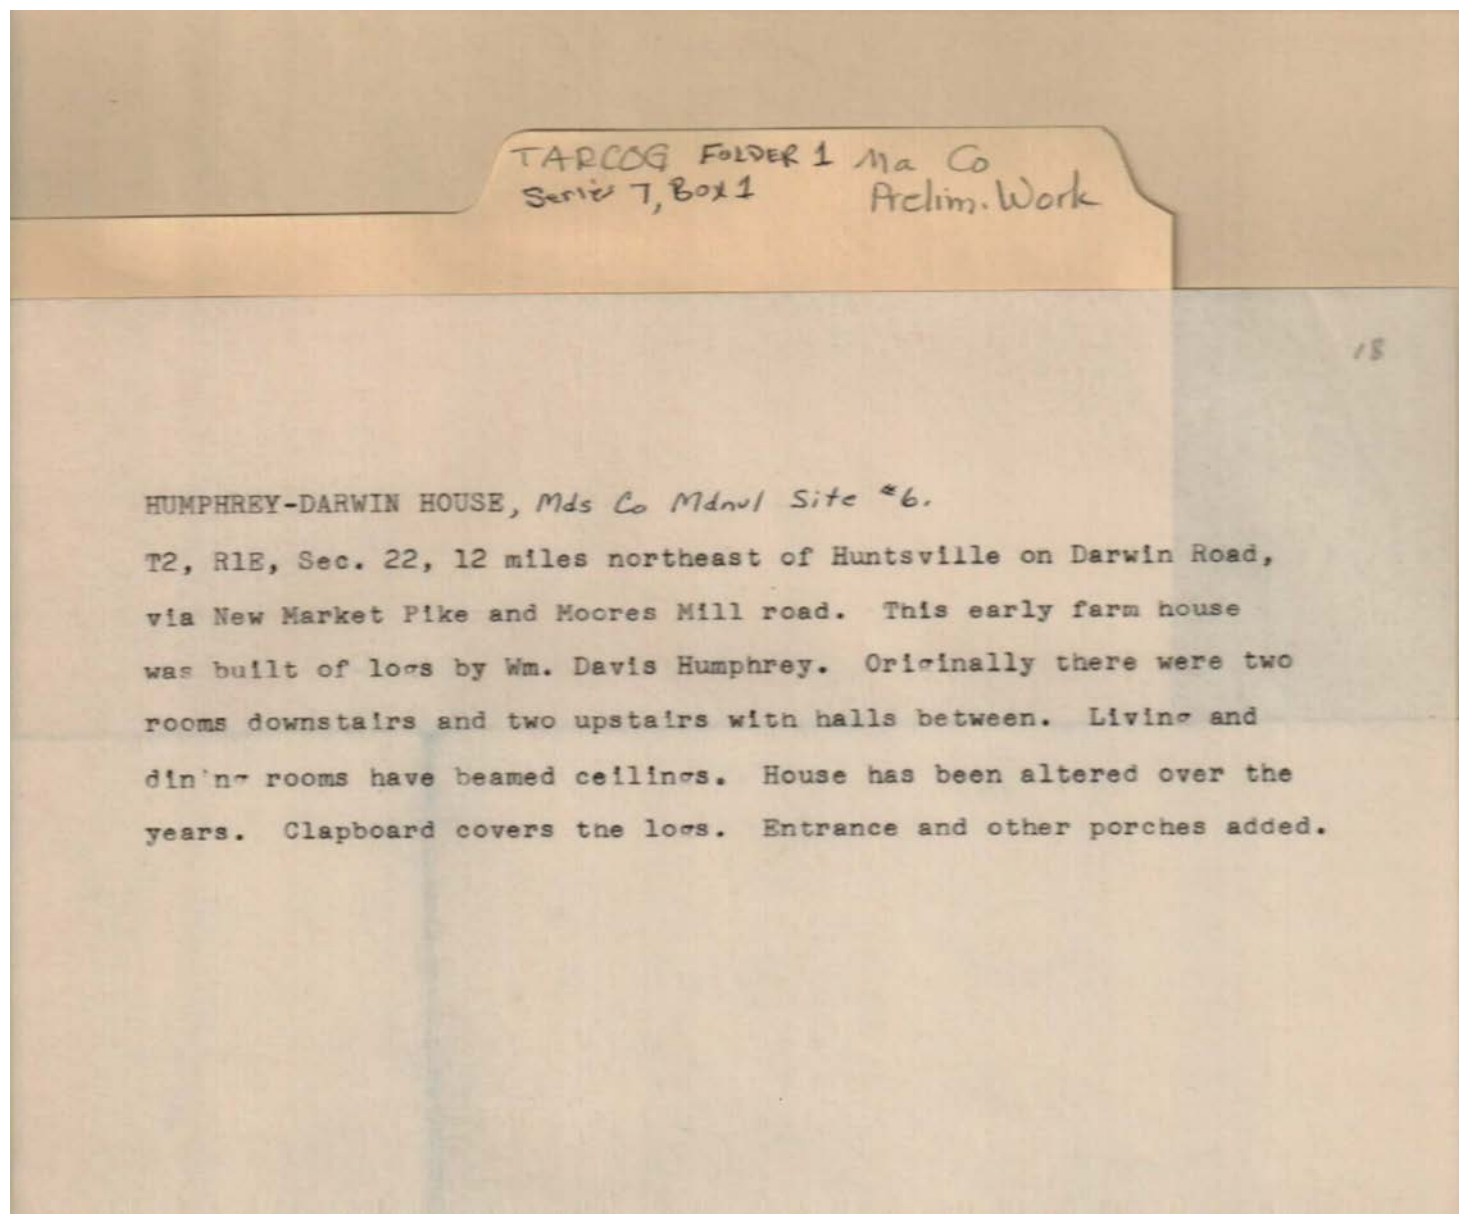 TARCOG FOLDER 1 Ma Co
Series 7, Box 1 Prelim. Work
18
HUMPHREY-DARWIN HOUSE, Mds Co Mdnvl Site #6.
T2, R1E, Sec. 22, 12 miles northeast of Huntsville on Darwin Road,
via New Market Pike and Moores Mill road. This early farm house
was built of logs by Wm. Davis Humphrey. Originally there were two
rooms downstairs and two upstairs with halls between. Living and
dining rooms have beamed ceilings. House has been altered over the
years. Clapboard covers the logs. Entrance and other porches added.